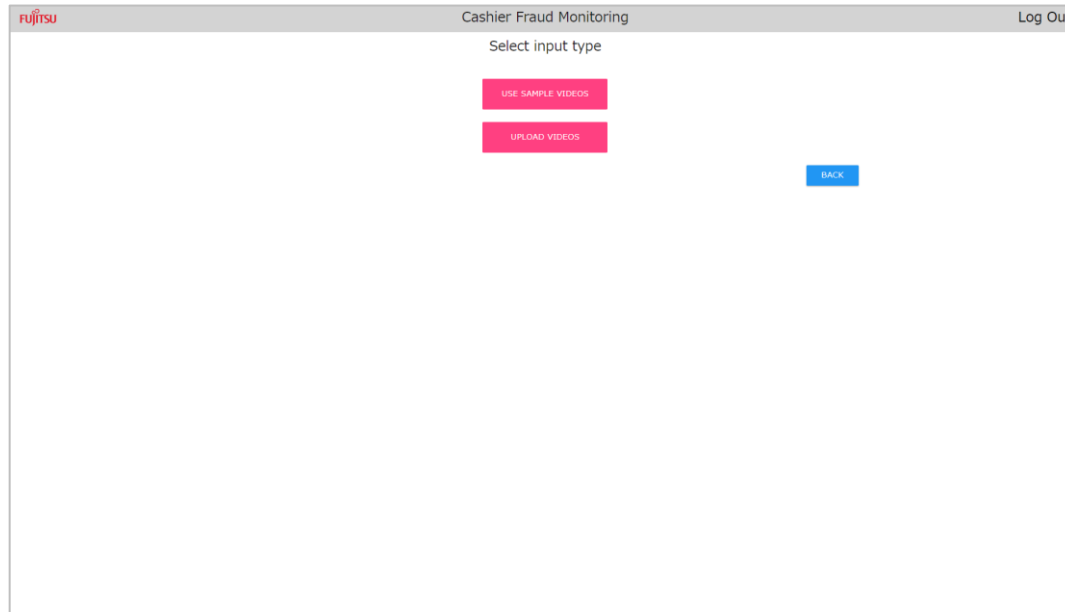 FUJITSU Cashier Fraud Monitoring Log Ou
Select input type
USE SAMPLE VIDEOS
UPLOAD VIDEOS
BACK